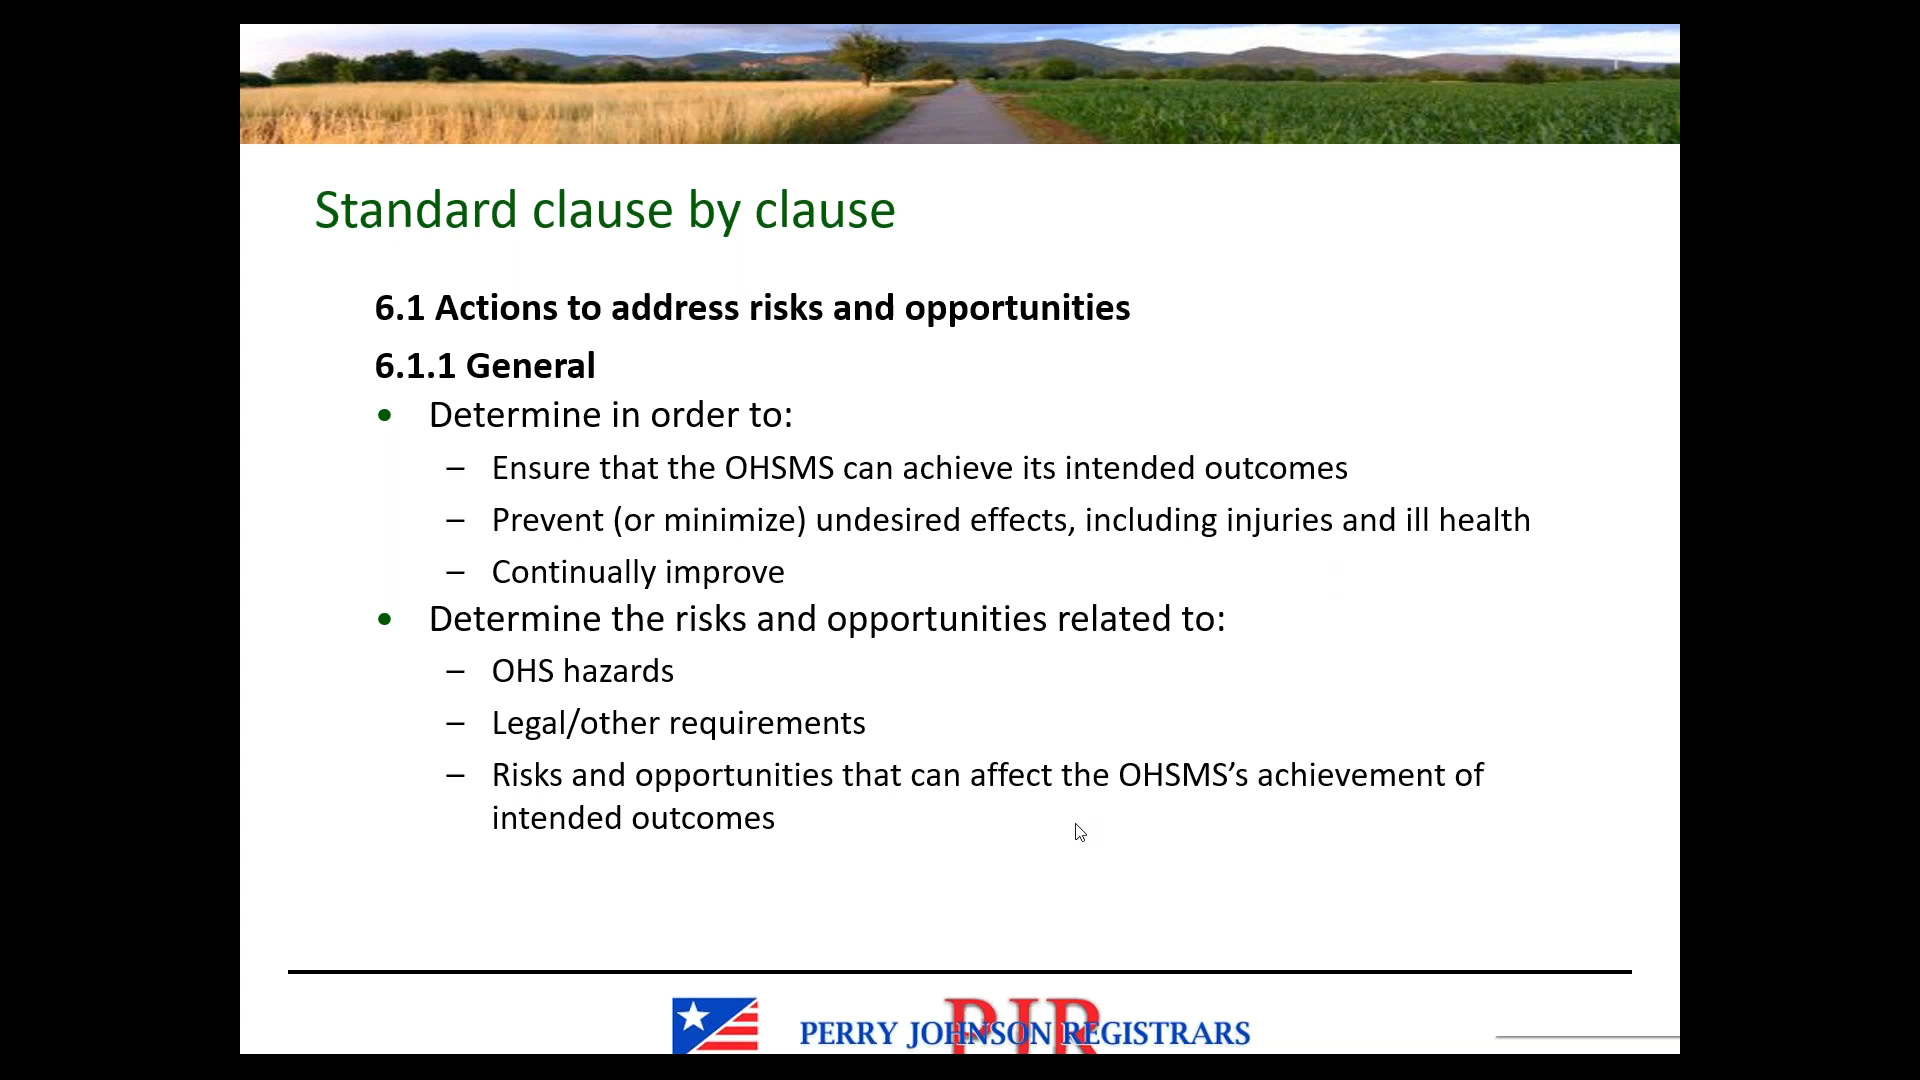 Standard clause by clause
6.1 Actions to address risks and opportunities
6.1.1 General
• Determine in order to:
– Ensure that the OHSMS can achieve its intended outcomes
– Prevent (or minimize) undesired effects, including injuries and ill health
– Continually improve
• Determine the risks and opportunities related to:
– OHS hazards
– Legal/other requirements
– Risks and opportunities that can affect the OHSMS’s achievement of
intended outcomes
PJR
PERRY JOHNSON REGISTRARS